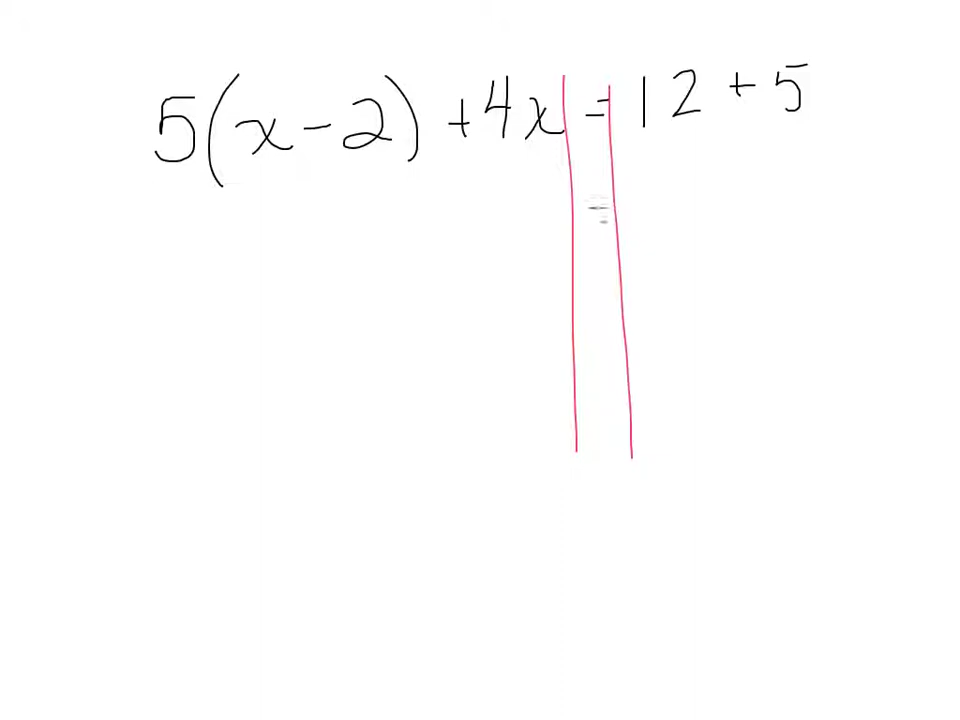 5(x-2) +4x = 12 + 5
=